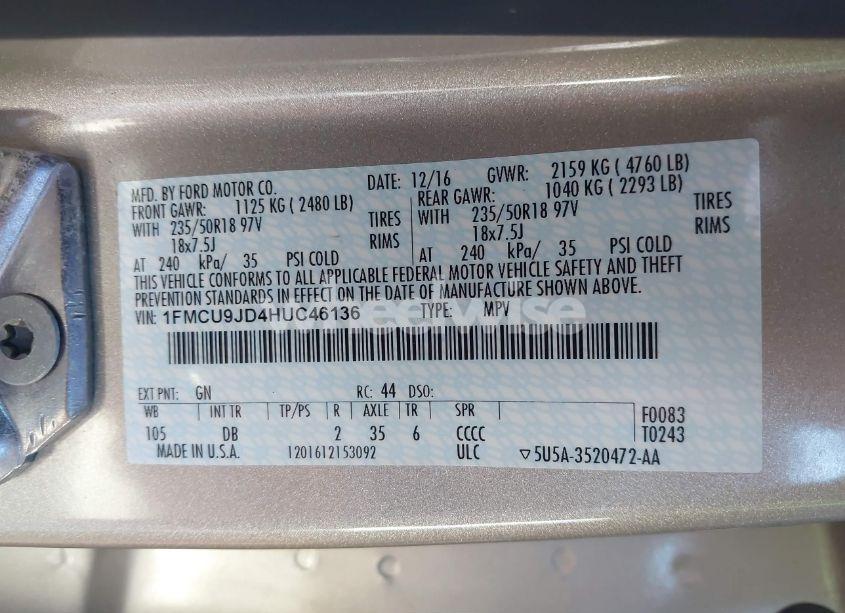 MFD. BY FORD MOTOR CO. DATE: 12/16 GVWR: 2159 KG ( 4760 LB)
FRONT GAWR: 1125 KG ( 2480 LB) REAR GAWR: 1040 KG ( 2293 LB)
WITH 235/50R18 97V TIRES WITH 235/50R18 97V TIRES
18x7.5J RIMS 18x7.5J RIMS
AT 240 kPa/ 35 PSI COLD AT 240 kPa/ 35 PSI COLD
THIS VEHICLE CONFORMS TO ALL APPLICABLE FEDERAL MOTOR VEHICLE SAFETY AND THEFT
PREVENTION STANDARDS IN EFFECT ON THE DATE OF MANUFACTURE SHOWN ABOVE.
VIN: 1FMCU9JD4HUC46136 TYPE: MPV
wheelwise
EXT PNT: GN RC: 44 DSO:
WB INT TR TP/PS R AXLE TR SPR F0083
105 DB 2 35 6 CCCC T0243
MADE IN U.S.A. 1201612153092 ULC ▽5U5A-3520472-AA